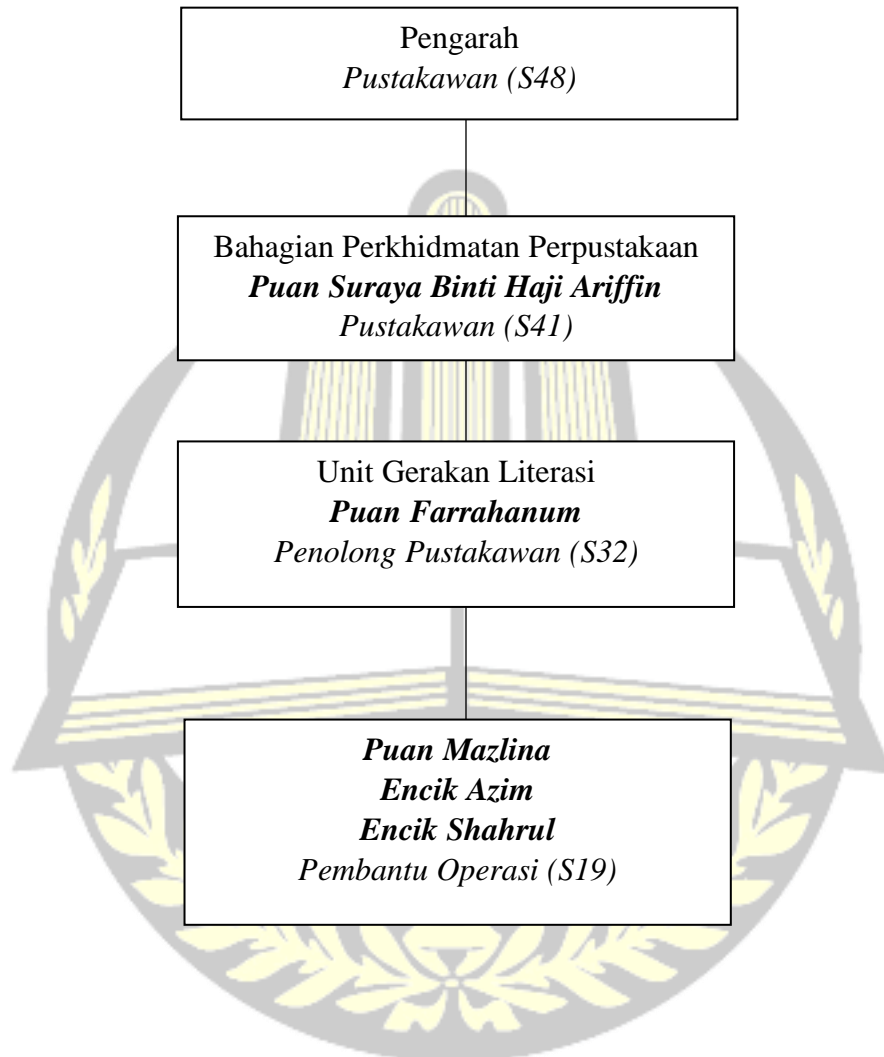 Pengarah
Pustakawan (S48)
Bahagian Perkhidmatan Perpustakaan
Puan Suraya Binti Haji Ariffin
Pustakawan (S41)
Unit Gerakan Literasi
Puan Farrahanum
Penolong Pustakawan (S32)
Puan Mazlina
Encik Azim
Encik Shahrul
Pembantu Operasi (S19)